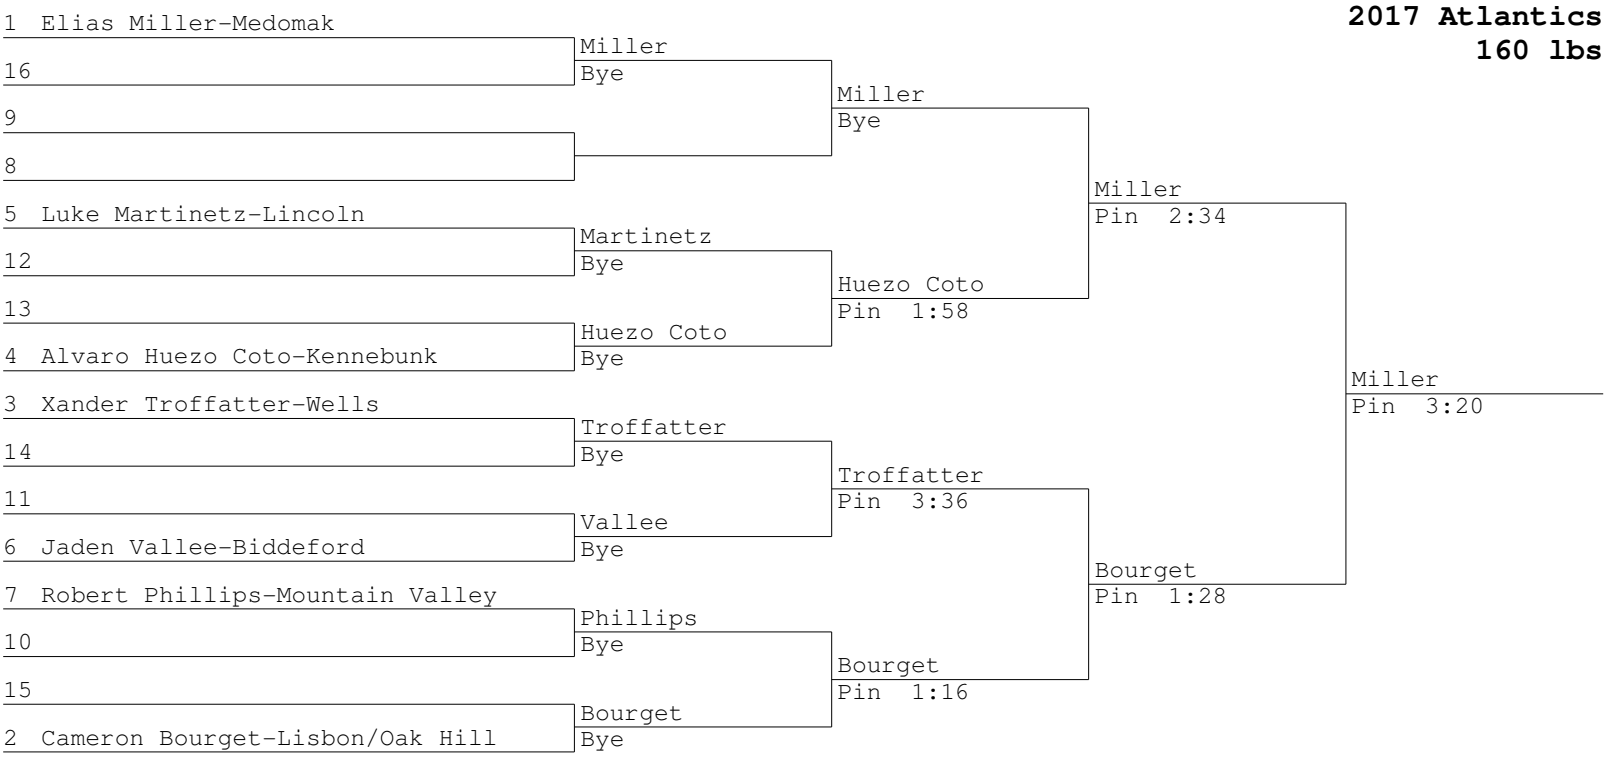 2017 Atlantics
160 lbs
1 Elias Miller-Medomak
16
9
8
5 Luke Martinetz-Lincoln
12
13
4 Alvaro Huezo Coto-Kennebunk
3 Xander Troffatter-Wells
14
11
6 Jaden Vallee-Biddeford
7 Robert Phillips-Mountain Valley
10
15
2 Cameron Bourget-Lisbon/Oak Hill
Miller
Bye
Martinetz
Bye
Huezo Coto
Bye
Troffatter
Bye
Vallee
Bye
Phillips
Bye
Bourget
Bye
Miller
Bye
Huezo Coto
Pin 1:58
Troffatter
Pin 3:36
Bourget
Pin 1:16
Miller
Pin 2:34
Bourget
Pin 1:28
Miller
Pin 3:20